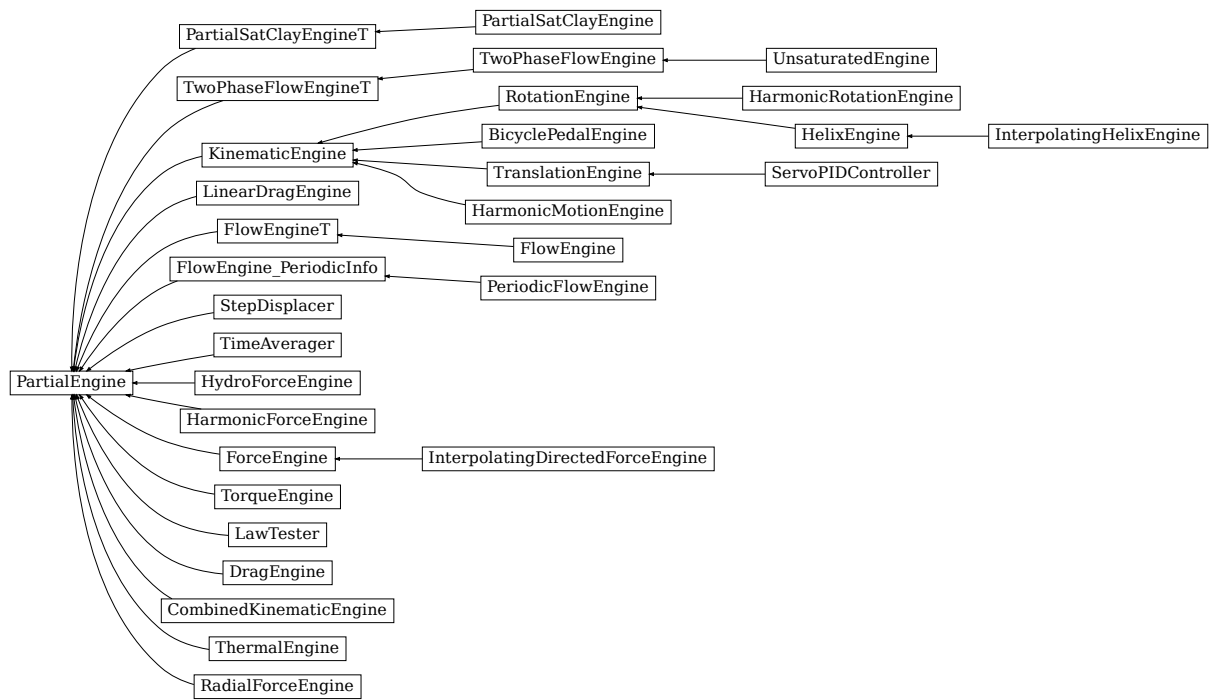 PartialSatClayEngine
PartialSatClayEngineT
TwoPhaseFlowEngine
UnsaturatedEngine
TwoPhaseFlowEngineT
RotationEngine
HarmonicRotationEngine
BicyclePedalEngine
HelixEngine
InterpolatingHelixEngine
KinematicEngine
TranslationEngine
ServoPIDController
LinearDragEngine
HarmonicMotionEngine
FlowEngineT
FlowEngine
FlowEngine_PeriodicInfo
PeriodicFlowEngine
StepDisplacer
TimeAverager
PartialEngine
HydroForceEngine
HarmonicForceEngine
ForceEngine
InterpolatingDirectedForceEngine
TorqueEngine
LawTester
DragEngine
CombinedKinematicEngine
ThermalEngine
RadialForceEngine